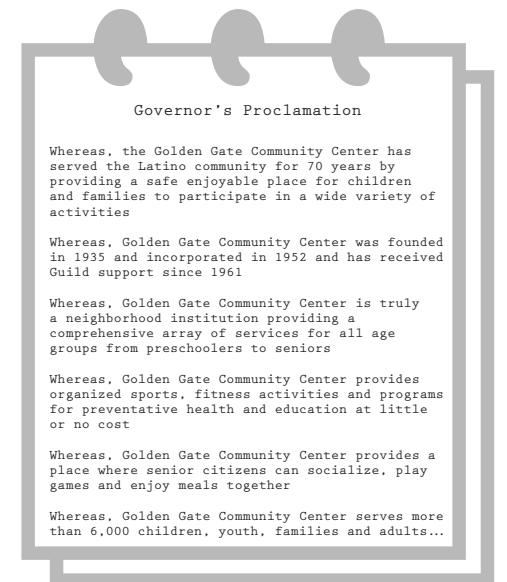 Governor's Proclamation
Whereas, the Golden Gate Community Center has
served the Latino community for 70 years by
providing a safe enjoyable place for children
and families to participate in a wide variety of
activities
Whereas, Golden Gate Community Center was founded
in 1935 and incorporated in 1952 and has received
Guild support since 1961
Whereas, Golden Gate Community Center is truly
a neighborhood institution providing a
comprehensive array of services for all age
groups from preschoolers to seniors
Whereas, Golden Gate Community Center provides
organized sports, fitness activities and programs
for preventative health and education at little
or no cost
Whereas, Golden Gate Community Center provides a
place where senior citizens can socialize, play
games and enjoy meals together
Whereas, Golden Gate Community Center serves more
than 6,000 children, youth, families and adults...